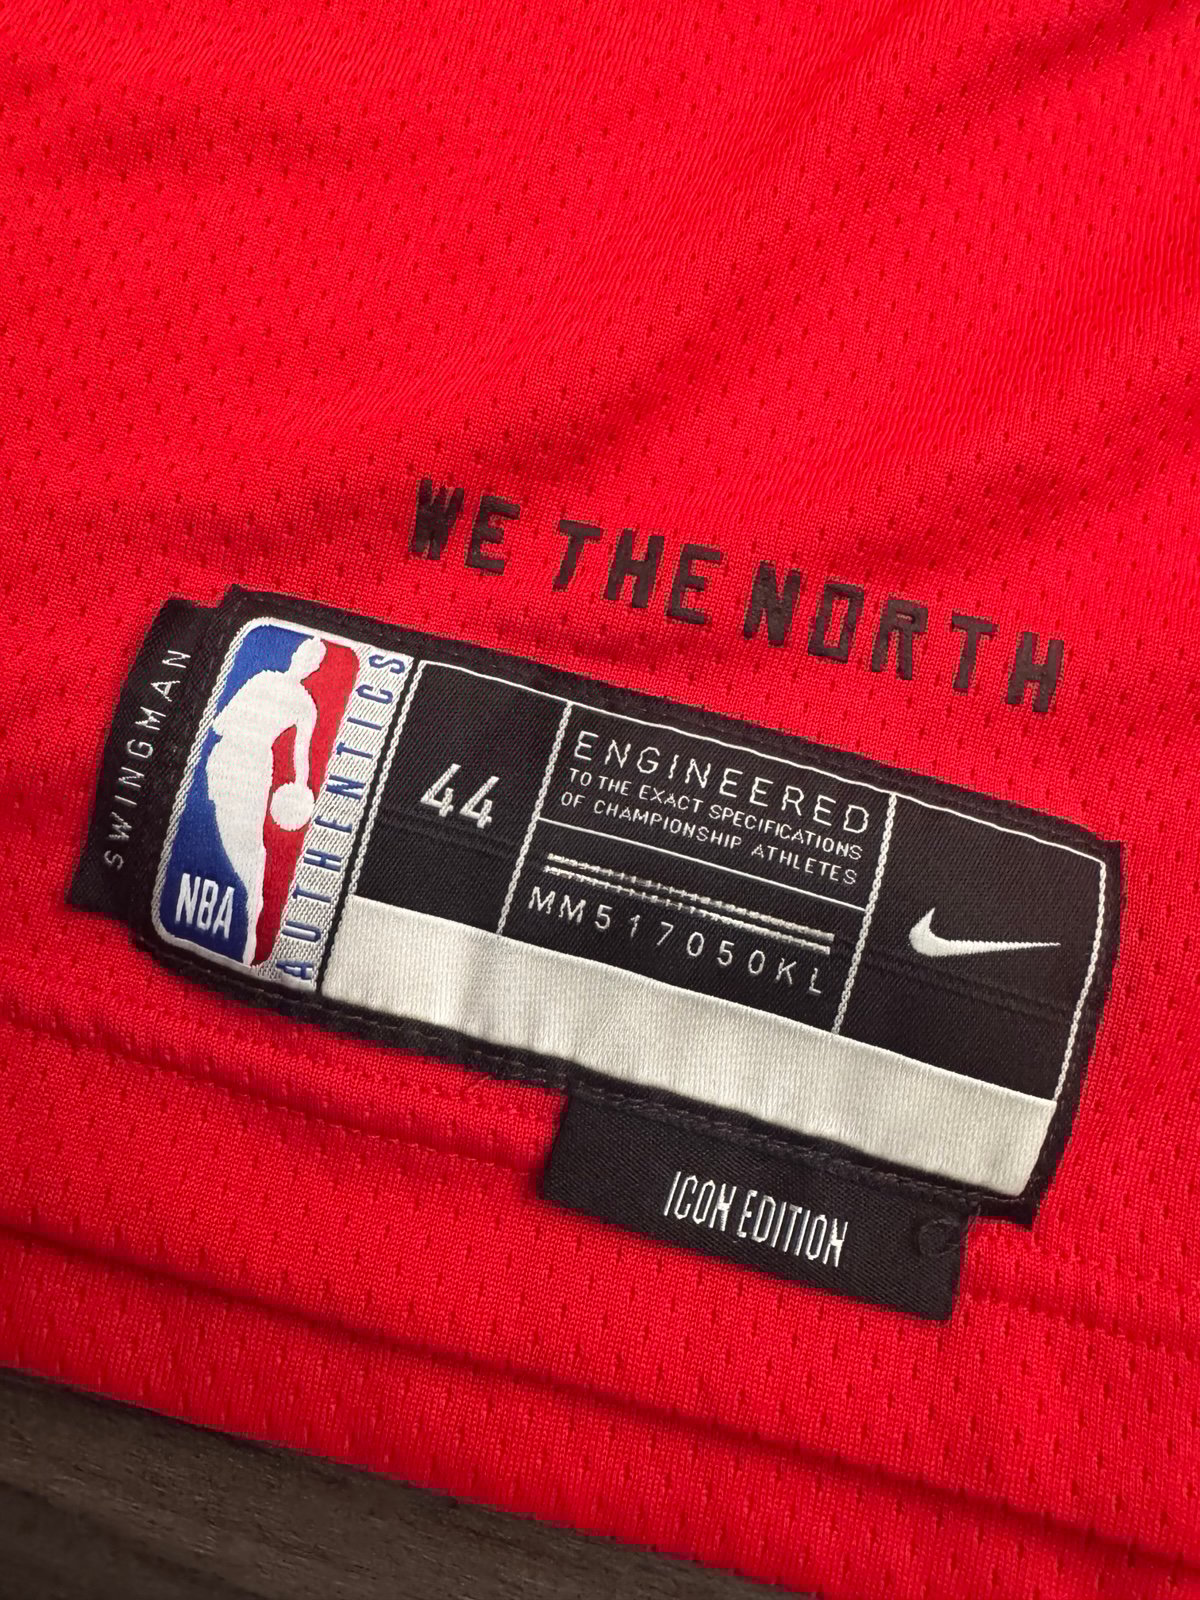 WE THE NORTH
SWINGMAN
NBA
AUTHENTICS
44
ENGINEERED
TO THE EXACT SPECIFICATIONS
OF CHAMPIONSHIP ATHLETES
MM517050KL
ICON EDITION